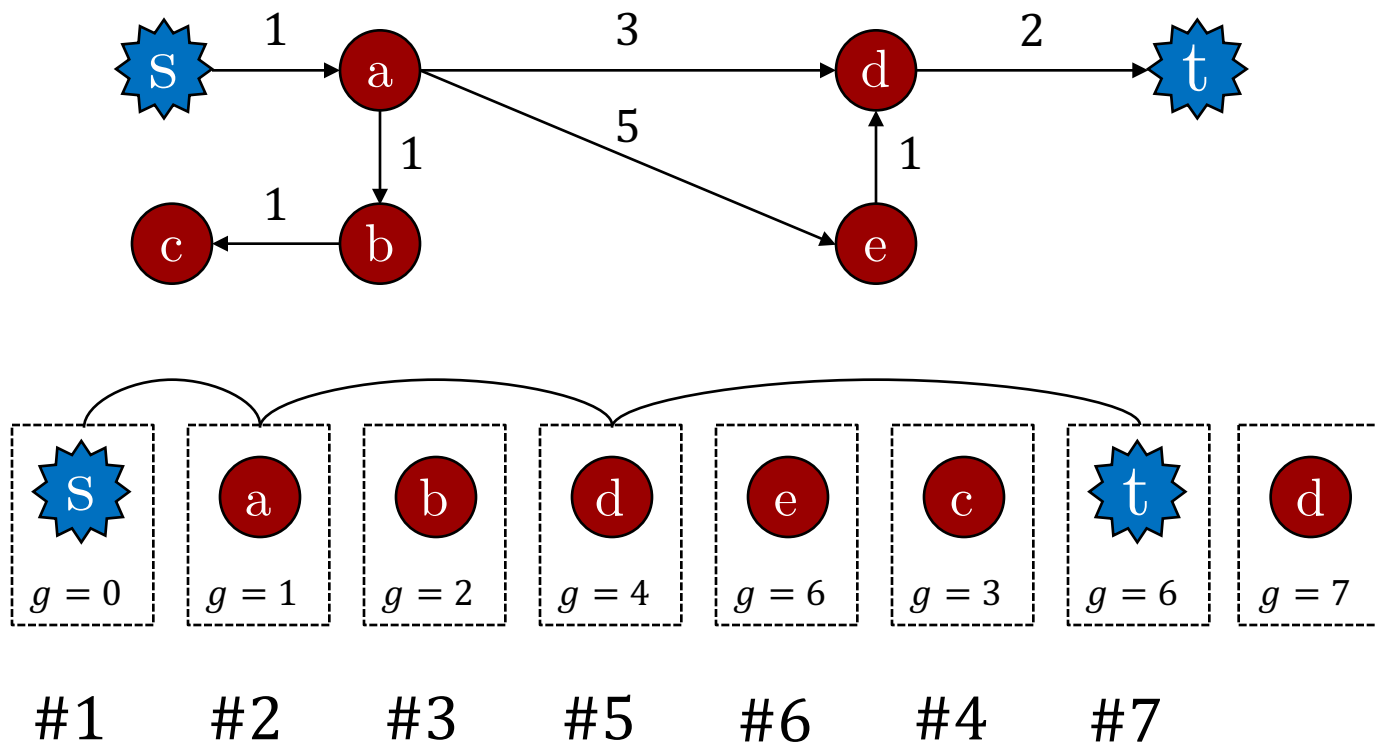 1 3 2
s a d t
5
1 1
1
c b e
s a b d e c t d
g = 0 g = 1 g = 2 g = 4 g = 6 g = 3 g = 6 g = 7
#1 #2 #3 #5 #6 #4 #7